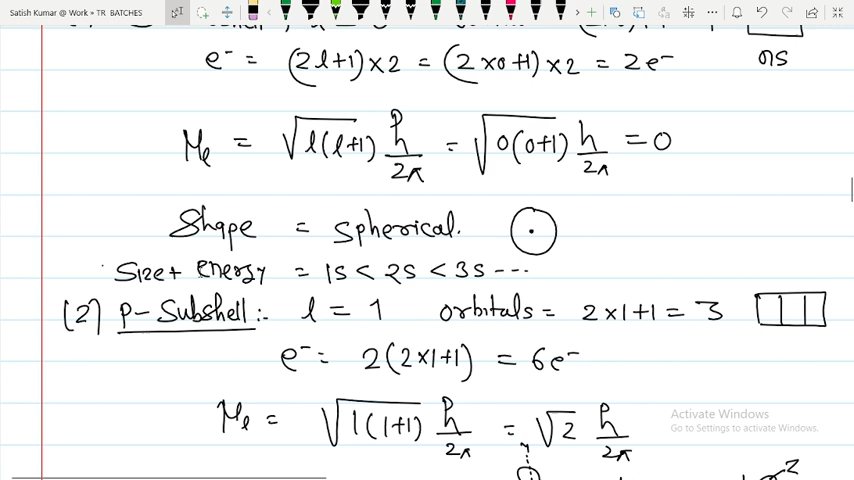 Satish Kumar @ Work » TR BATCHES
e⁻ = (2l+1)×2 = (2×0+1)×2 = 2e⁻
ns
μₗ = √l(l+1) h/2π = √0(0+1) h/2π = 0
Shape = Spherical.
Size+ energy = 1S < 2S < 3S ---
(2) P-Subshell:- l = 1 orbitals = 2×1+1 = 3
e⁻ = 2(2×1+1) = 6e⁻
μₗ = √1(1+1) h/2π = √2 h/2π
Activate Windows
Go to Settings to activate Windows.